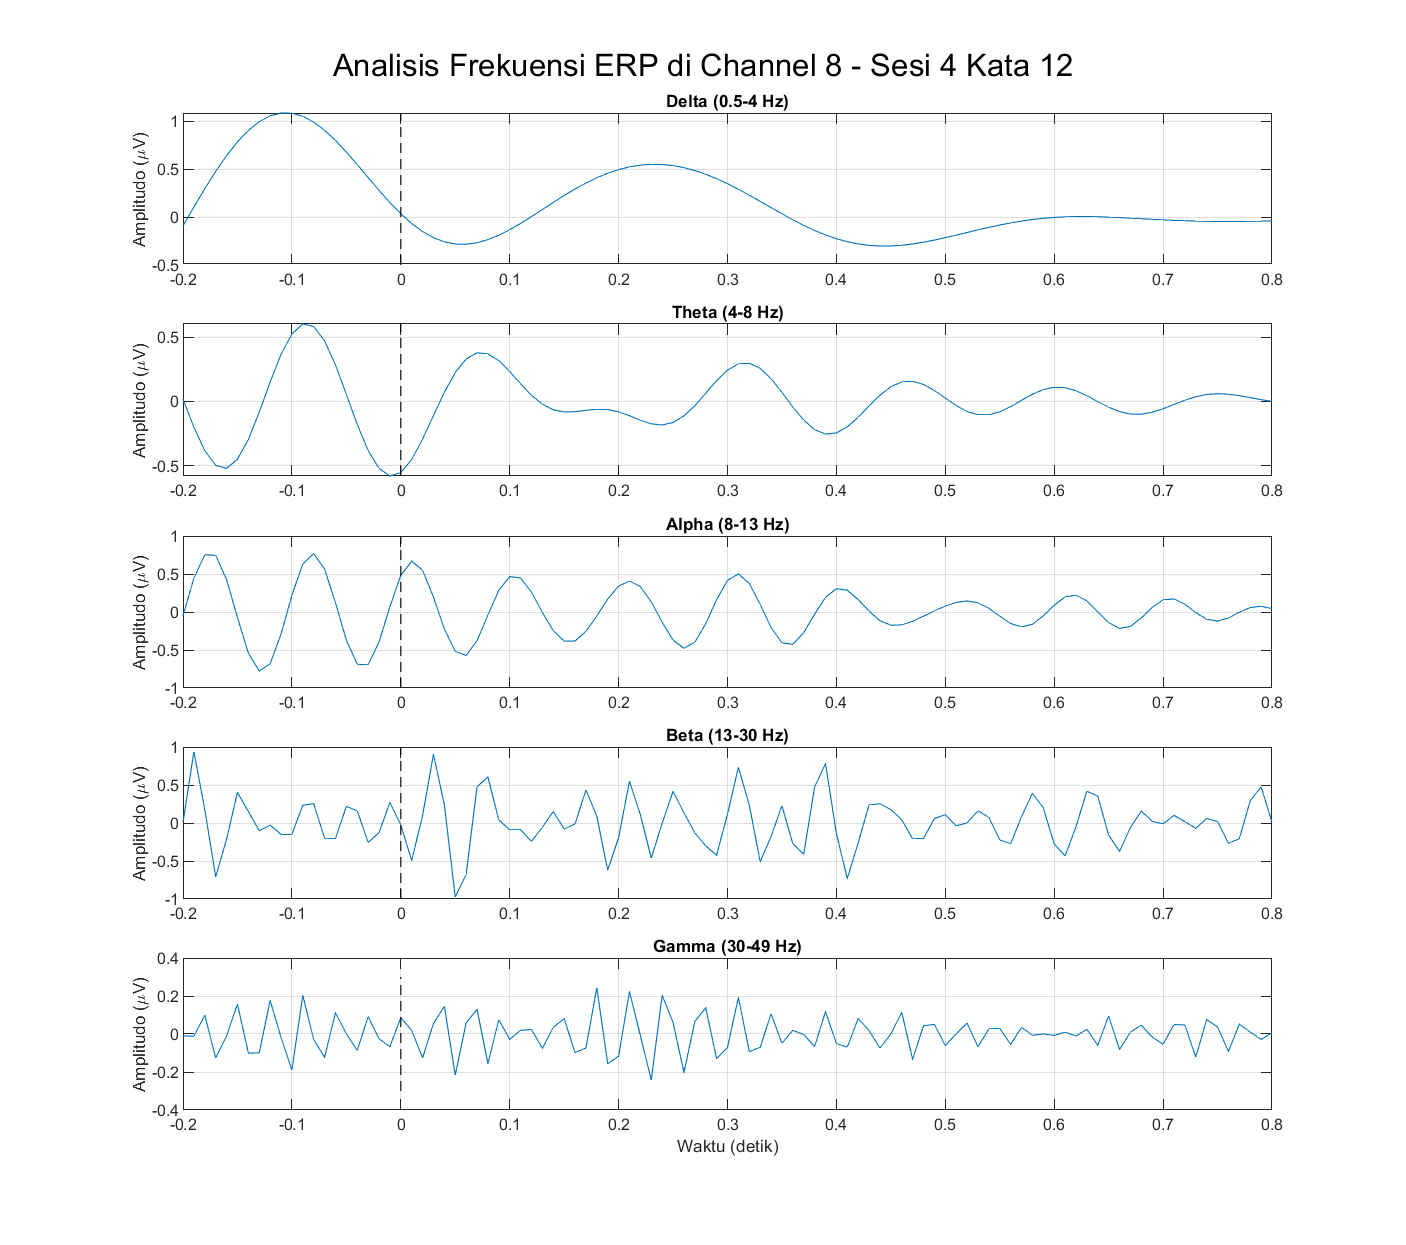 Analisis Frekuensi ERP di Channel 8 - Sesi 4 Kata 12
Delta (0.5-4 Hz)
Amplitudo (μV)
1
0.5
0
-0.5
-0.2 -0.1 0 0.1 0.2 0.3 0.4 0.5 0.6 0.7 0.8
Theta (4-8 Hz)
Amplitudo (μV)
0.5
0
-0.5
-0.2 -0.1 0 0.1 0.2 0.3 0.4 0.5 0.6 0.7 0.8
Alpha (8-13 Hz)
Amplitudo (μV)
1
0.5
0
-0.5
-1
-0.2 -0.1 0 0.1 0.2 0.3 0.4 0.5 0.6 0.7 0.8
Beta (13-30 Hz)
Amplitudo (μV)
1
0.5
0
-0.5
-1
-0.2 -0.1 0 0.1 0.2 0.3 0.4 0.5 0.6 0.7 0.8
Gamma (30-49 Hz)
Amplitudo (μV)
0.4
0.2
0
-0.2
-0.4
-0.2 -0.1 0 0.1 0.2 0.3 0.4 0.5 0.6 0.7 0.8
Waktu (detik)